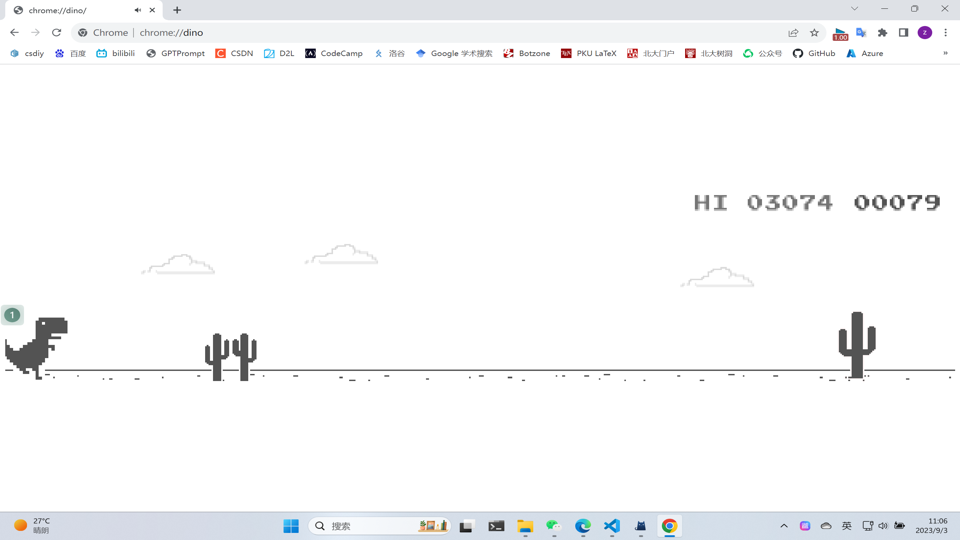 chrome://dino/
Chrome | chrome://dino
1.00
z
csdiy 百度 bilibili GPTPrompt CSDN D2L CodeCamp 洛谷 Google 学术搜索 Botzone PKU LaTeX 北大门户 北大树洞 公众号 GitHub Azure »
HI 03074 00079
1
27°C
晴朗
搜索
英
11:06
2023/9/3